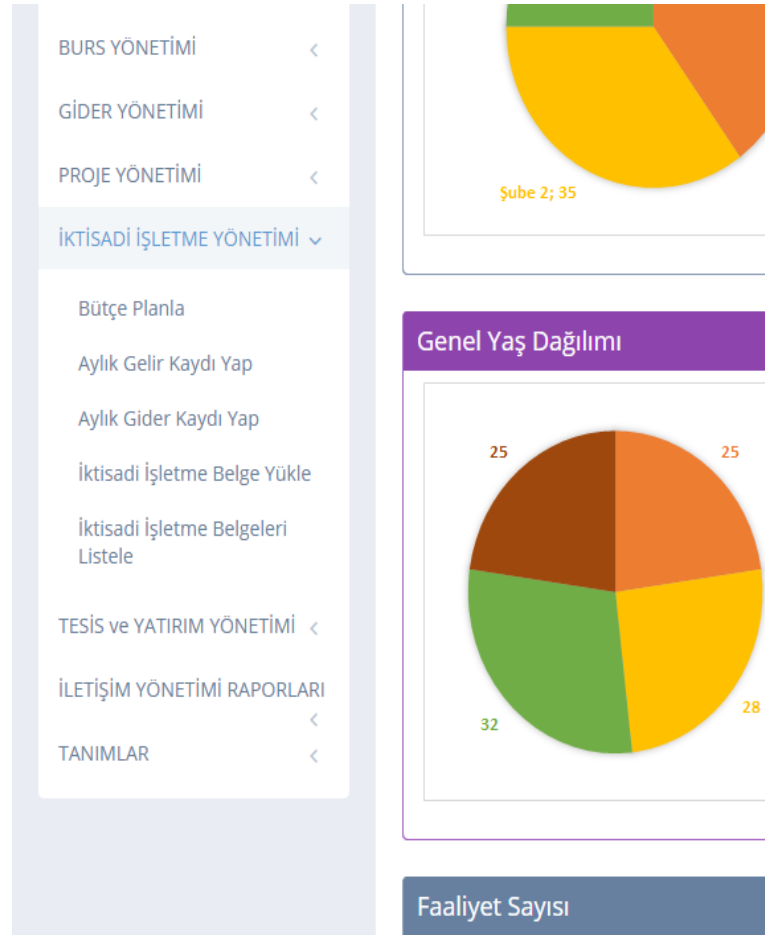 BURS YÖNETİMİ
GİDER YÖNETİMİ
PROJE YÖNETİMİ
İKTİSADİ İŞLETME YÖNETİMİ
Bütçe Planla
Aylık Gelir Kaydı Yap
Aylık Gider Kaydı Yap
İktisadi İşletme Belge Yükle
İktisadi İşletme Belgeleri
Listele
TESİS ve YATIRIM YÖNETİMİ
İLETİŞİM YÖNETİMİ RAPORLARI
TANIMLAR
Şube 2; 35
Genel Yaş Dağılımı
25
25
28
32
Faaliyet Sayısı